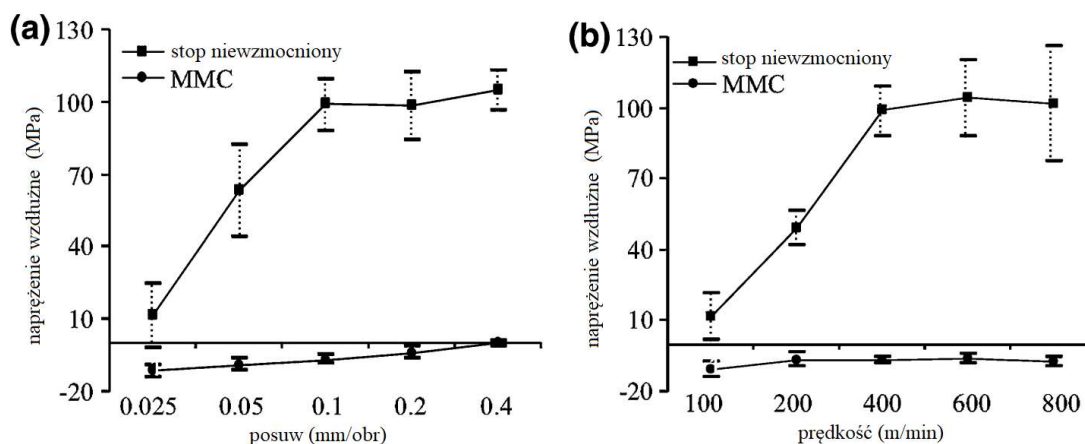 (a)
130
100
70
40
10
-20
naprężenie wzdłużne (MPa)
stop niewzmocniony
MMC
0.025 0.05 0.1 0.2 0.4
posuw (mm/obr)
(b)
130
100
70
40
10
-20
naprężenie wzdłużne (MPa)
stop niewzmocniony
MMC
100 200 400 600 800
prędkość (m/min)